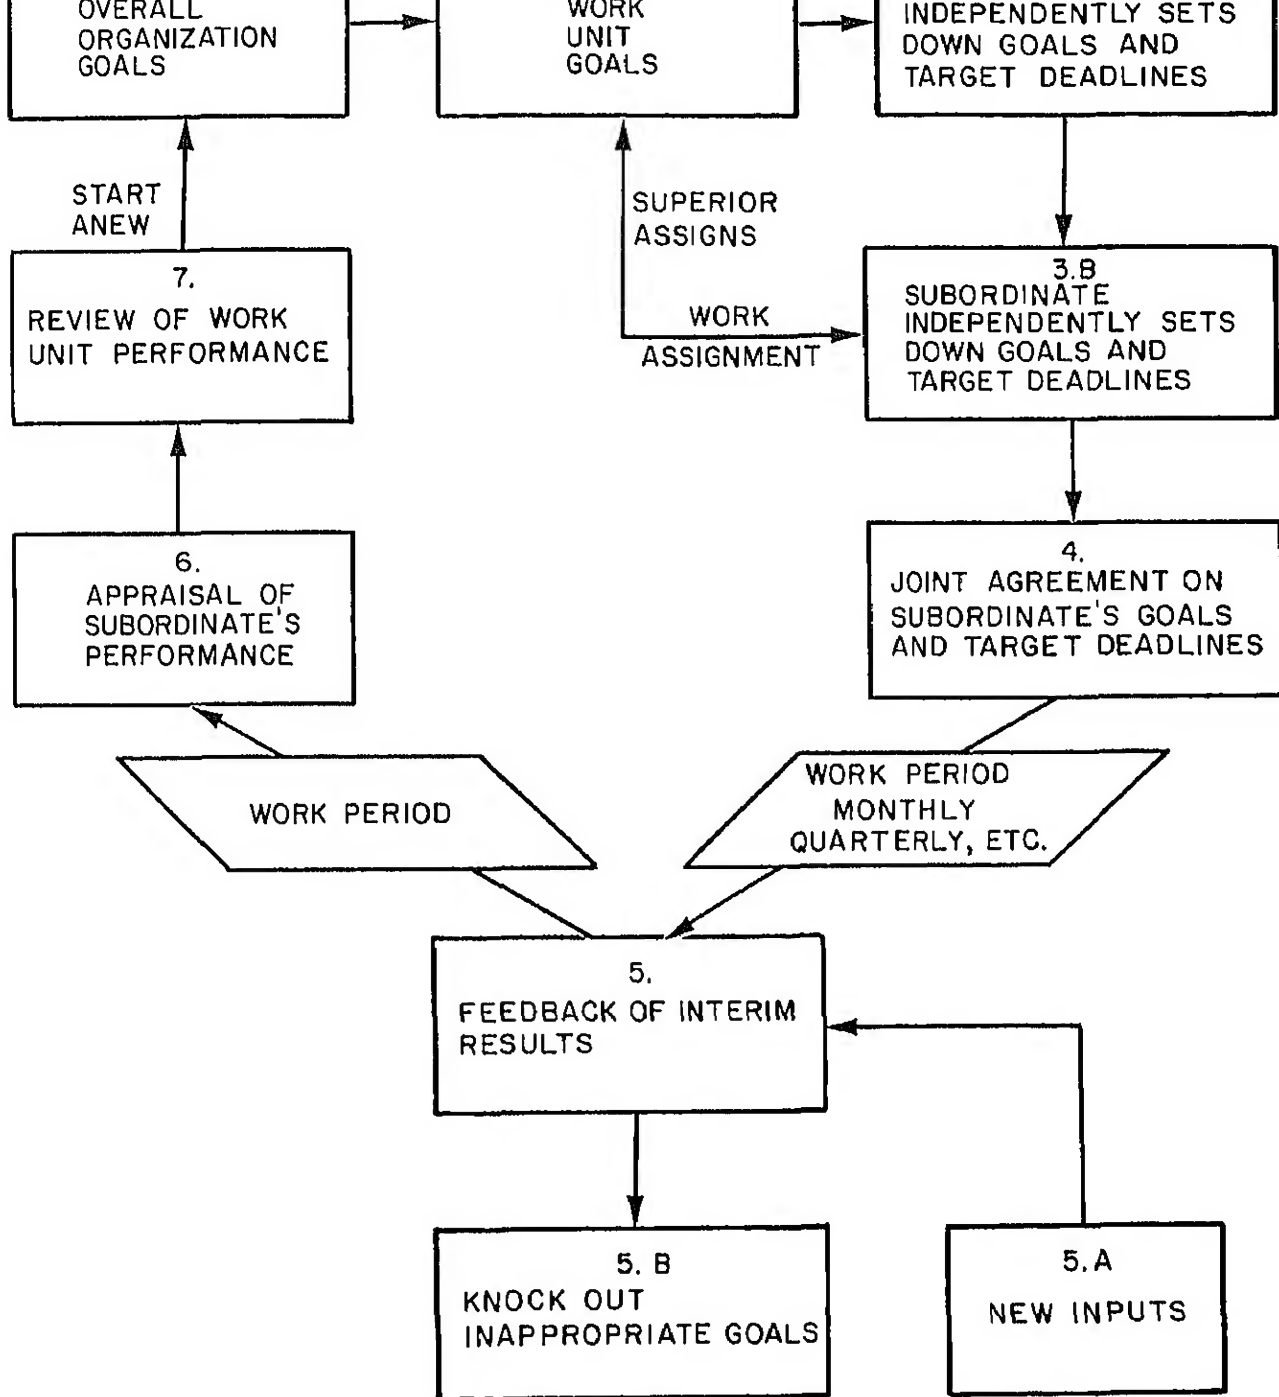 OVERALL
ORGANIZATION
GOALS
WORK
UNIT
GOALS
INDEPENDENTLY SETS
DOWN GOALS AND
TARGET DEADLINES
START
ANEW
SUPERIOR
ASSIGNS
WORK
ASSIGNMENT
7.
REVIEW OF WORK
UNIT PERFORMANCE
3.B
SUBORDINATE
INDEPENDENTLY SETS
DOWN GOALS AND
TARGET DEADLINES
6.
APPRAISAL OF
SUBORDINATE'S
PERFORMANCE
4.
JOINT AGREEMENT ON
SUBORDINATE'S GOALS
AND TARGET DEADLINES
WORK PERIOD
WORK PERIOD
MONTHLY
QUARTERLY, ETC.
5.
FEEDBACK OF INTERIM
RESULTS
5. B
KNOCK OUT
INAPPROPRIATE GOALS
5. A
NEW INPUTS